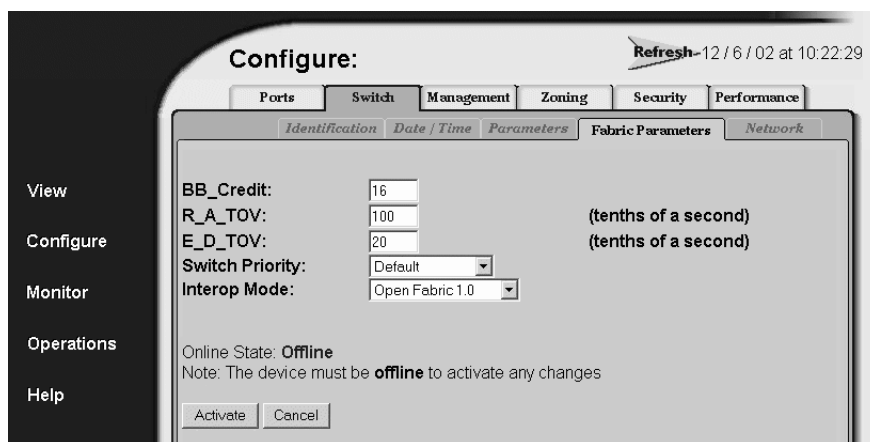 Configure:
Refresh 12 / 6 / 02 at 10:22:29
Ports Switch Management Zoning Security Performance
Identification Date / Time Parameters Fabric Parameters Network
View
Configure
Monitor
Operations
Help
BB_Credit: 16
R_A_TOV: 100 (tenths of a second)
E_D_TOV: 20 (tenths of a second)
Switch Priority: Default
Interop Mode: Open Fabric 1.0
Online State: Offline
Note: The device must be offline to activate any changes
Activate Cancel